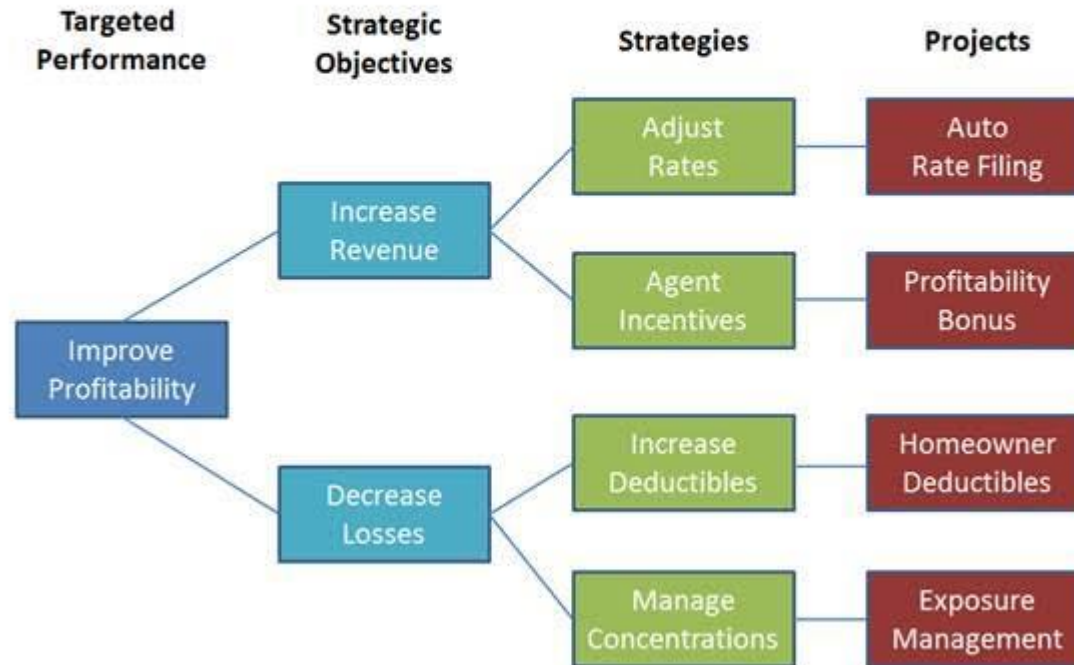 Targeted
Performance
Strategic
Objectives
Strategies
Projects
Improve
Profitability
Increase
Revenue
Decrease
Losses
Adjust
Rates
Agent
Incentives
Increase
Deductibles
Manage
Concentrations
Auto
Rate Filing
Profitability
Bonus
Homeowner
Deductibles
Exposure
Management